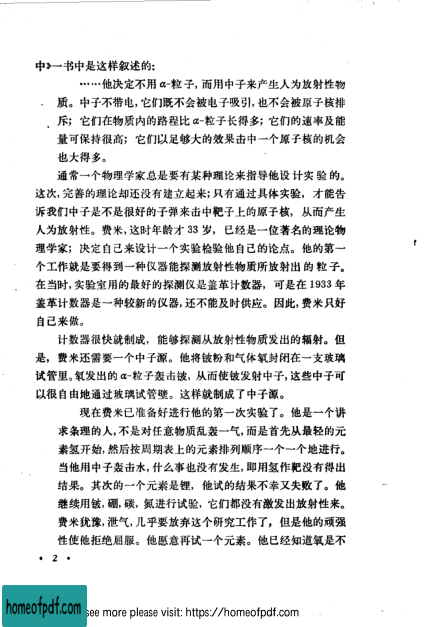 中》一书中是这样叙述的:
……他决定不用 α-粒子, 而用中子来产生人为放射性物
质。中子不带电, 它们既不会被电子吸引, 也不会被原子核排
斥; 它们在物质内的路程比 α-粒子长得多; 它们的速率及能
量可保持很高; 它们以足够大的效果击中一个原子核的机会
也大得多。
通常一个物理学家总是要有某种理论来指导他设计实验的。
这次, 完善的理论却还没有建立起来; 只有通过具体实验, 才能告
诉我们中子是不是很好的子弹来击中靶子上的原子核, 从而产生
人为放射性。费米, 这时年龄才 33 岁, 已经是一位著名的理论物
理学家; 决定自己来设计一个实验检验他自己的论点。他的第一
个工作就是要得到一种仪器能探测放射性物质所放射出的粒子。
在当时, 实验室用的最好的探测仪是盖革计数器, 可是在 1933 年
盖革计数器是一种较新的仪器, 还不能及时供应。因此, 费米只好
自己来做。
计数器很快就制成, 能够探测从放射性物质发出的辐射。但
是, 费米还需要一个中子源。他将铍粉和气体氡封闭在一支玻璃
试管里。氡发出的 α-粒子轰击铍, 从而使铍发射中子, 这些中子可
以很自由地通过玻璃试管壁。这样就制成了中子源。
现在费米已准备好进行他的第一次实验了。他是一个讲
求条理的人, 不是对任意物质乱轰一气, 而是首先从最轻的元
素氢开始, 然后按周期表上的元素排列顺序一个一个地进行。
当他用中子轰击水, 什么事也没有发生, 即用氢作靶没有得出
结果。其次的一个元素是锂, 他试的结果不幸又失败了。他
继续用铍, 硼, 碳, 氮进行试验, 它们都没有激发出放射性来。
费米犹豫, 泄气, 几乎要放弃这个研究工作了, 但是他的顽强
性使他拒绝屈服。他愿意再试一个元素。他已经知道氧是不
• 2 •
homeofpdf.com
see more please visit: https://homeofpdf.com